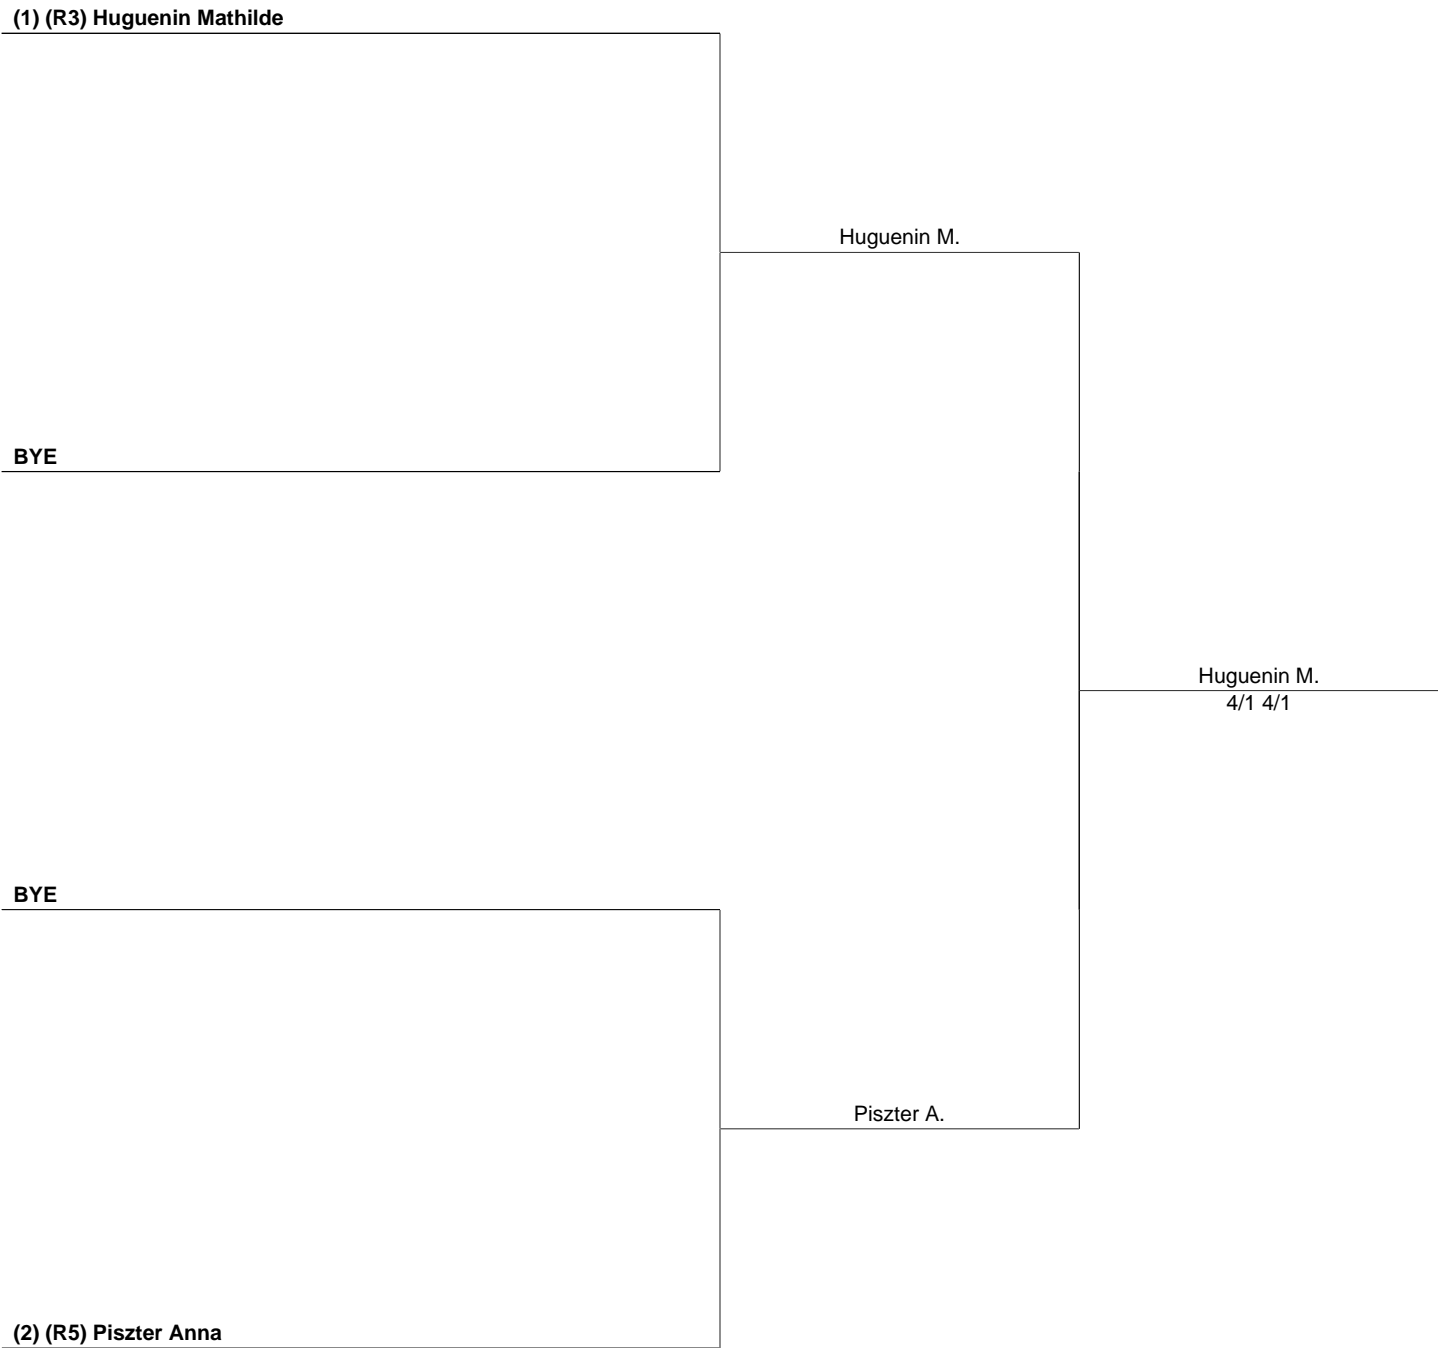 (1) (R3) Huguenin Mathilde
Huguenin M.
BYE
Huguenin M.
4/1 4/1
BYE
Piszter A.
(2) (R5) Piszter Anna